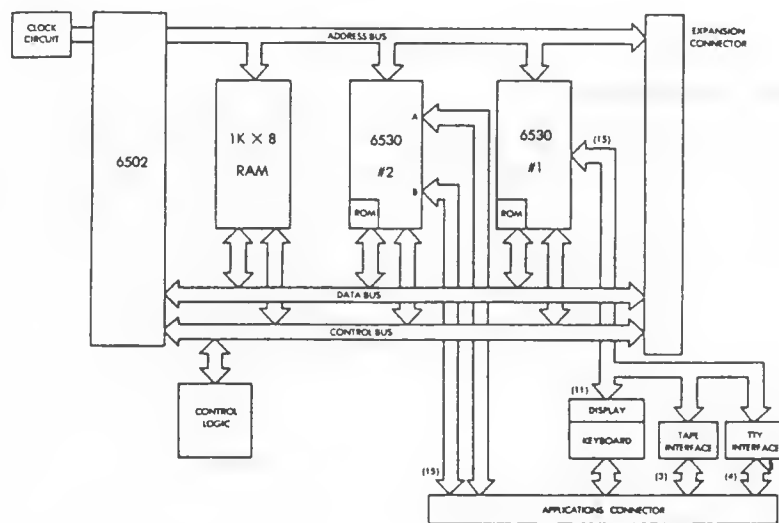 CLOCK
CIRCUIT
ADDRESS BUS
EXPANSION
CONNECTOR
6502
1K X 8
RAM
6530
#2
A
B
ROM
6530
#1
ROM
(15)
DATA BUS
CONTROL BUS
CONTROL
LOGIC
(11)
DISPLAY
KEYBOARD
TAPE
INTERFACE
TTY
INTERFACE
(15)
(3)
(4)
APPLICATIONS CONNECTOR